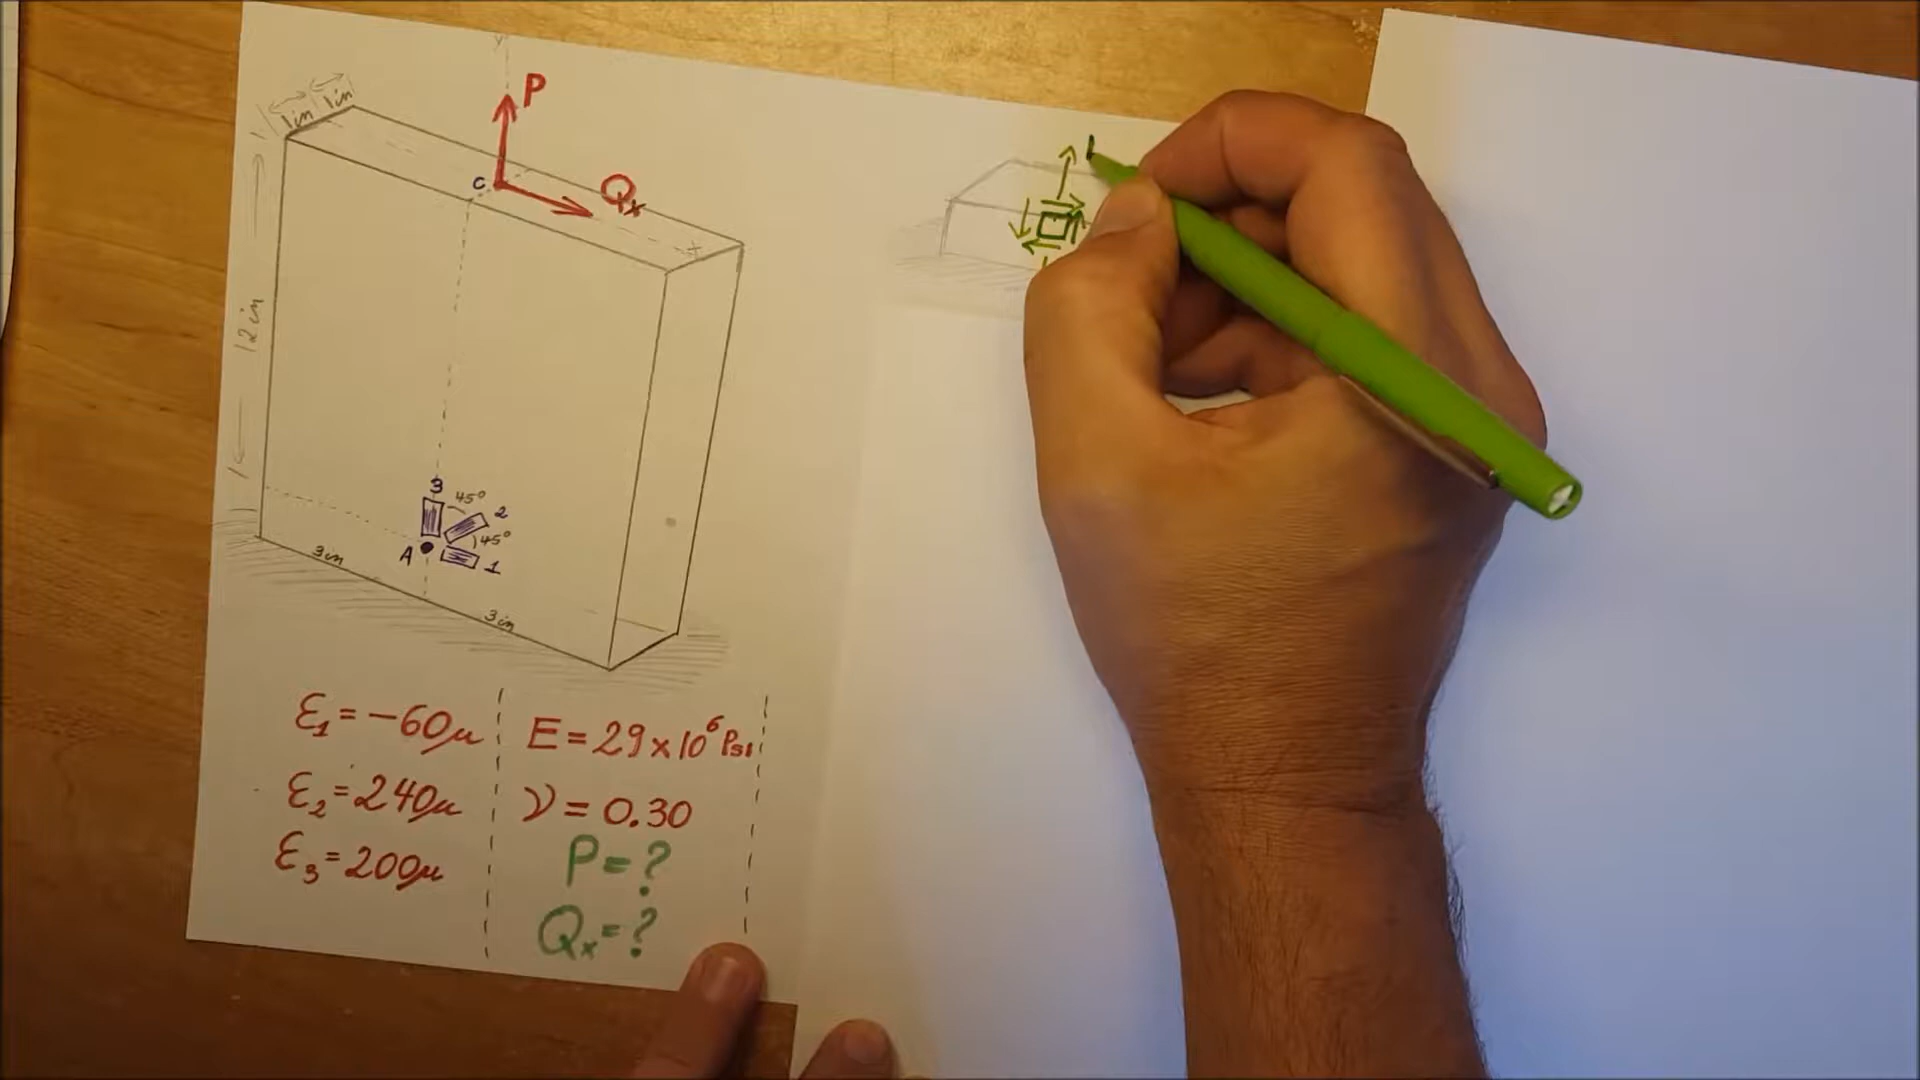 y
P
1in 1in
C
Qx
x
12in
3
45°
2
45°
A
1
3in
3in
ε1 = -60μ
ε2 = 240μ
ε3 = 200μ
E = 29×10^6 Psi
ν = 0.30
P = ?
Qx = ?